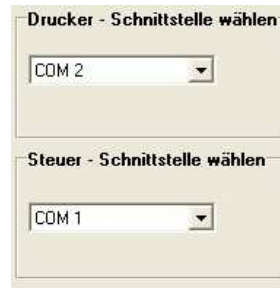 Drucker - Schnittstelle wählen
COM 2
Steuer - Schnittstelle wählen
COM 1